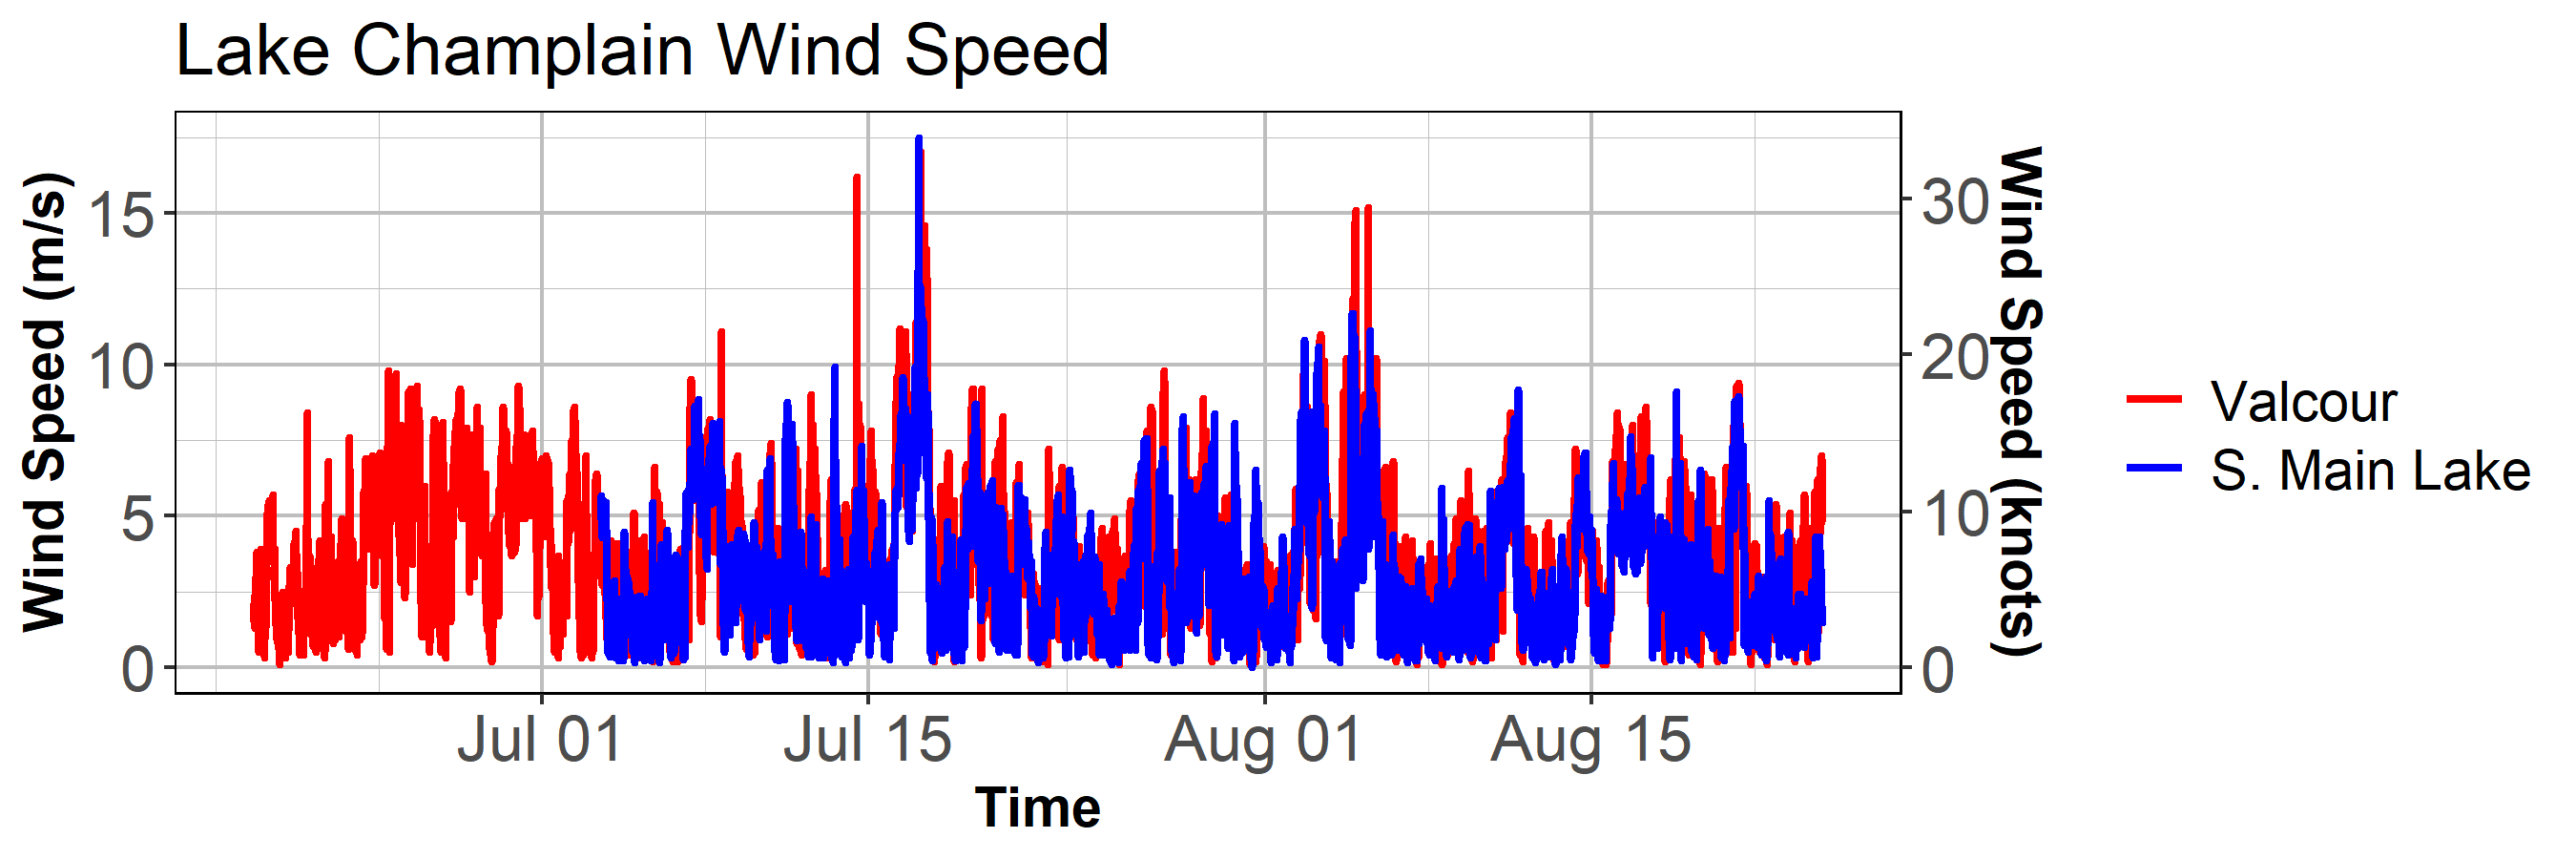 Lake Champlain Wind Speed
Wind Speed (m/s)
15
10
5
0
30
20
10
0
Wind Speed (knots)
Jul 01
Jul 15
Aug 01
Aug 15
Time
Valcour
S. Main Lake